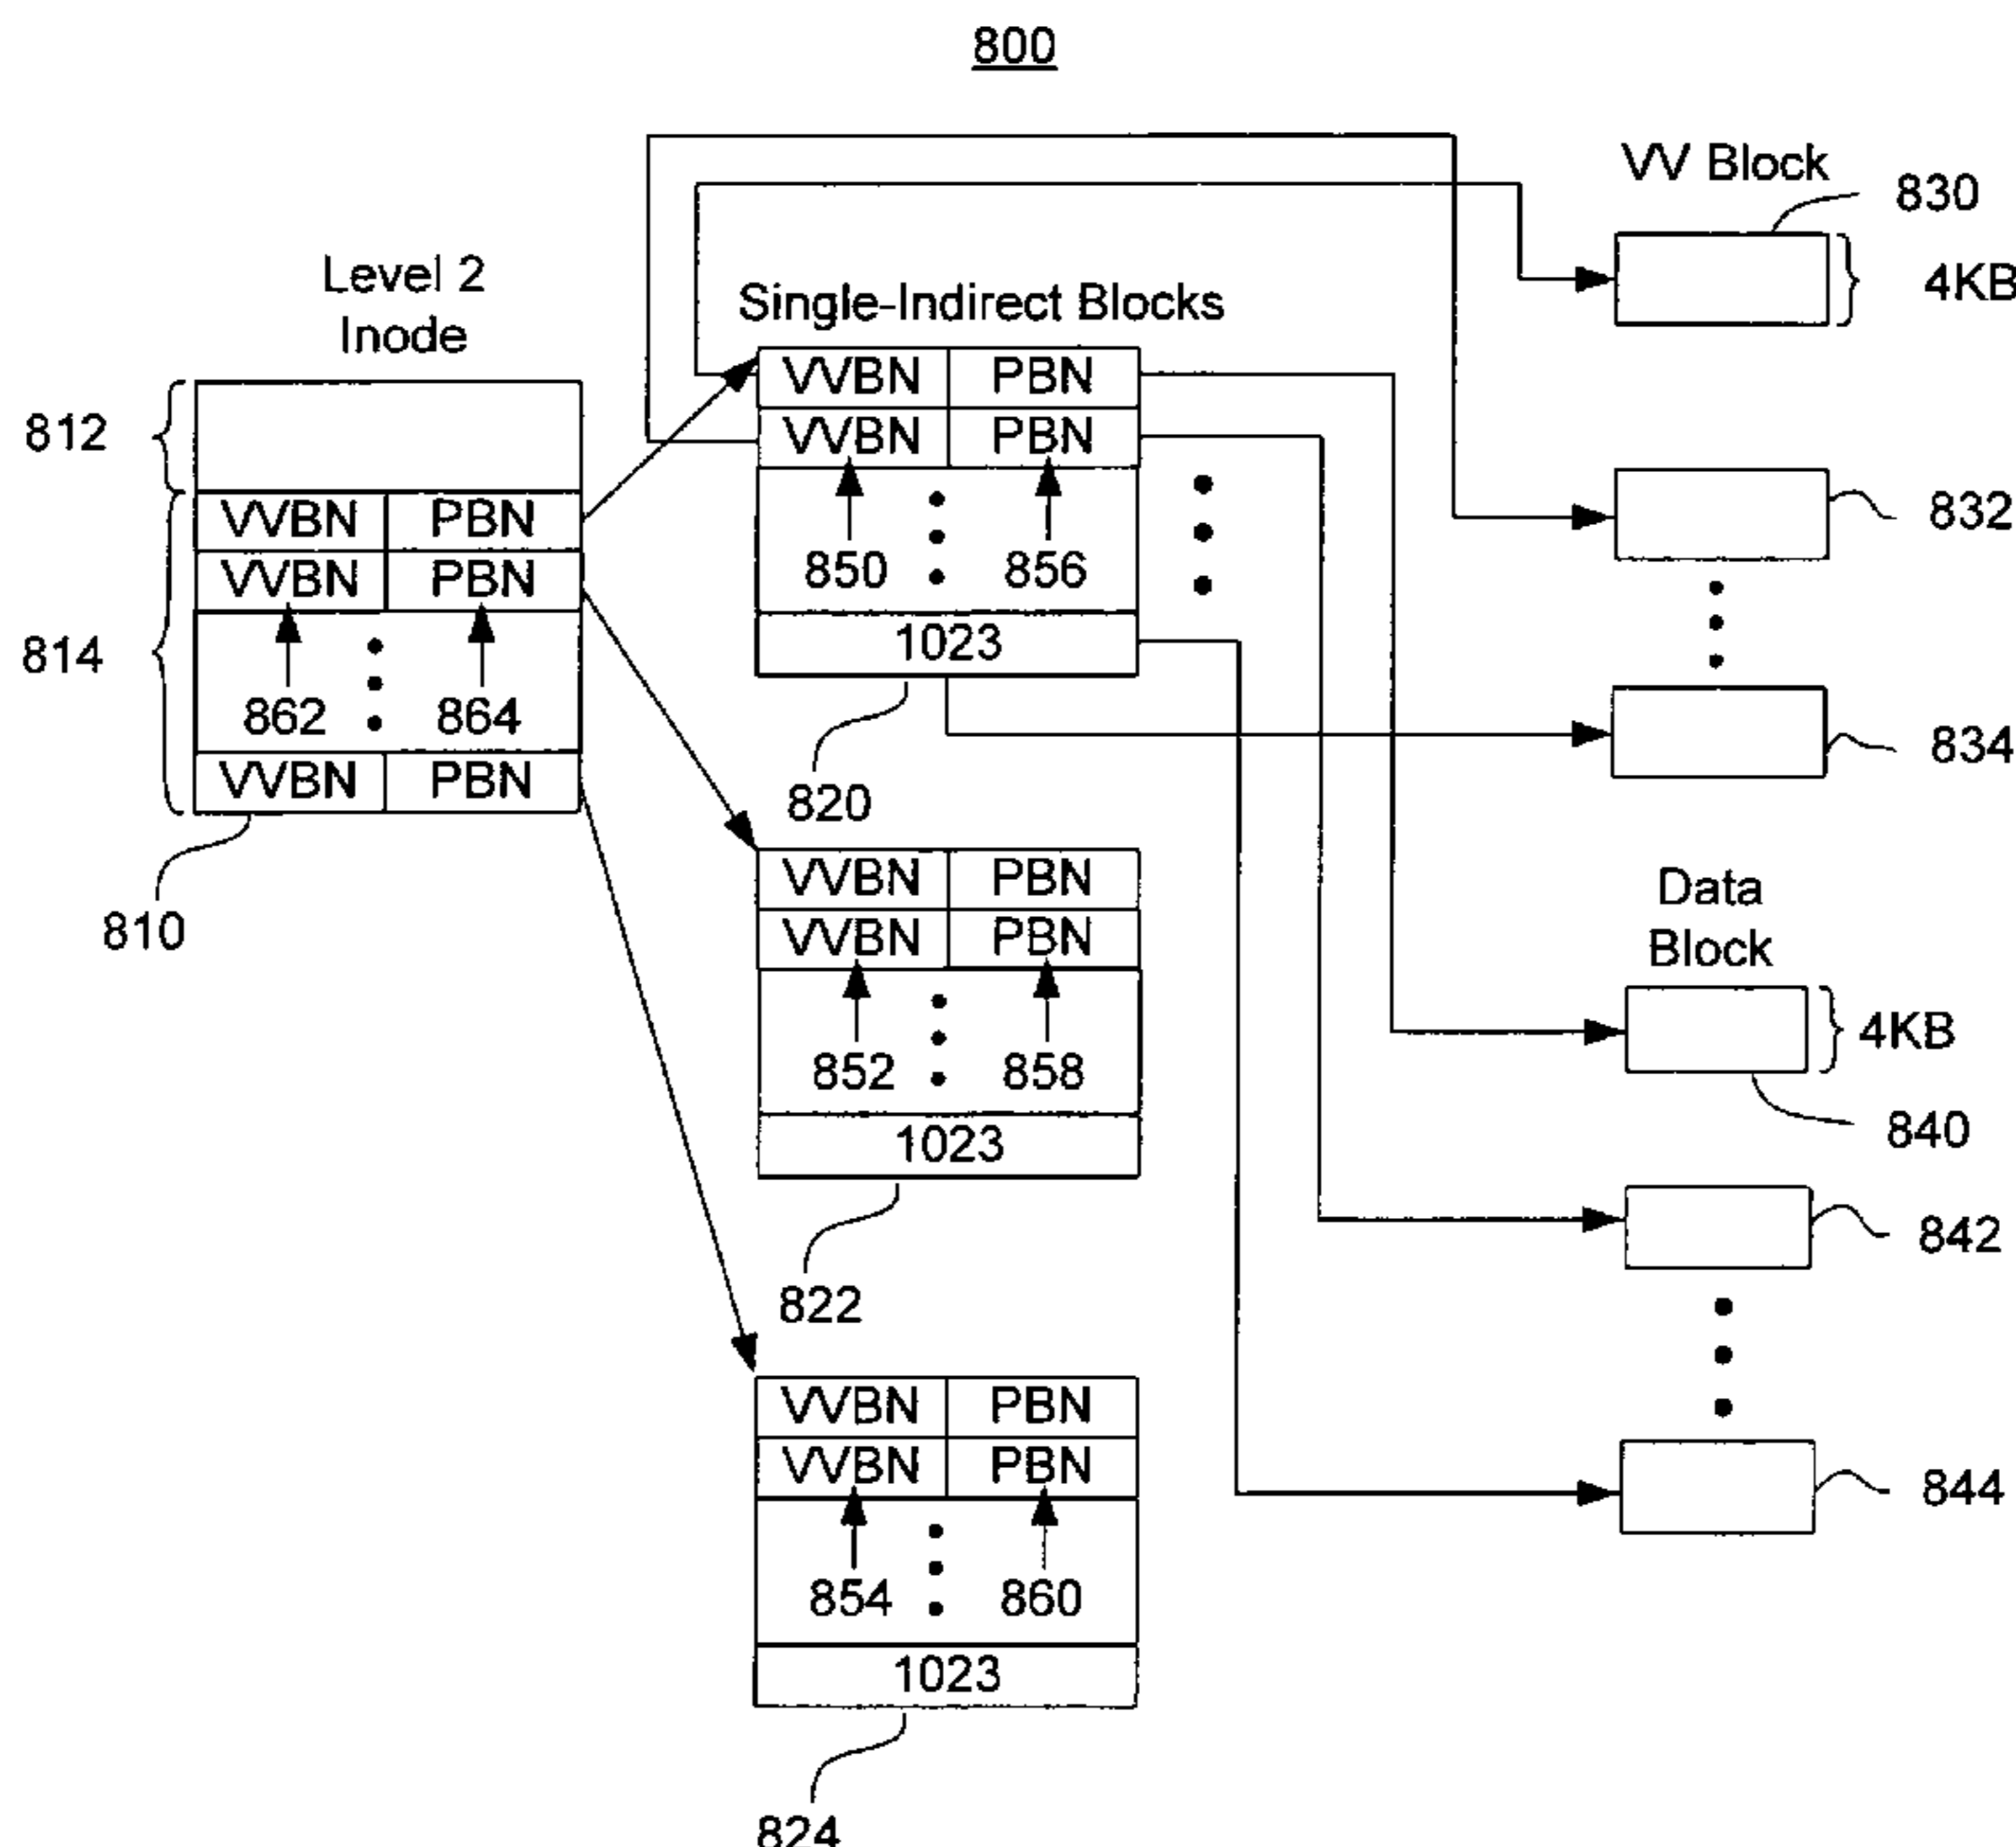 800
VV Block
830
4KB
Level 2
Inode
Single-Indirect Blocks
812
VVBN PBN
VVBN PBN
832
VVBN PBN
VVBN PBN
850 856
814
1023
862 864
834
VVBN PBN
820
810
VVBN PBN
VVBN PBN
Data
Block
852 858
4KB
1023
840
842
822
VVBN PBN
VVBN PBN
844
854 860
1023
824